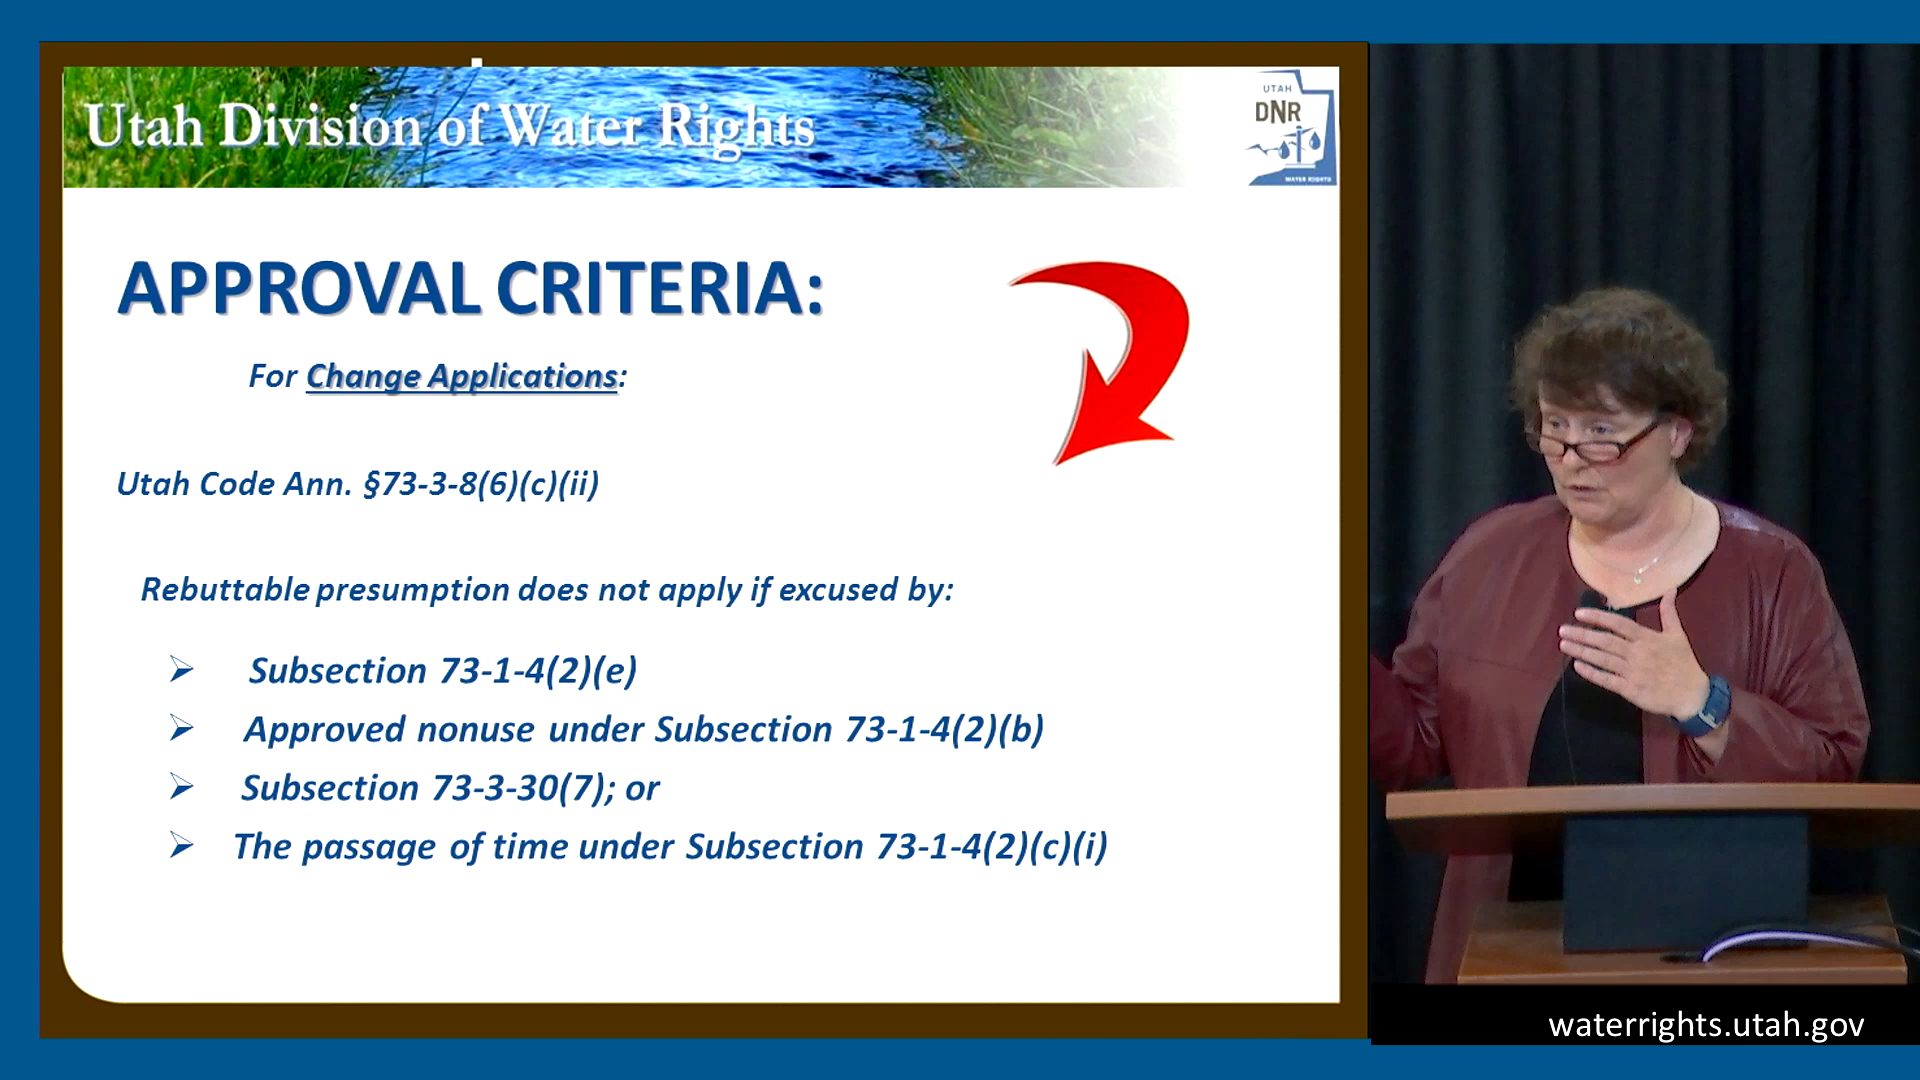 Utah Division of Water Rights
UTAH
DNR
WATER RIGHTS
APPROVAL CRITERIA:
For Change Applications:
Utah Code Ann. §73-3-8(6)(c)(ii)
Rebuttable presumption does not apply if excused by:
➢ Subsection 73-1-4(2)(e)
➢ Approved nonuse under Subsection 73-1-4(2)(b)
➢ Subsection 73-3-30(7); or
➢ The passage of time under Subsection 73-1-4(2)(c)(i)
waterrights.utah.gov